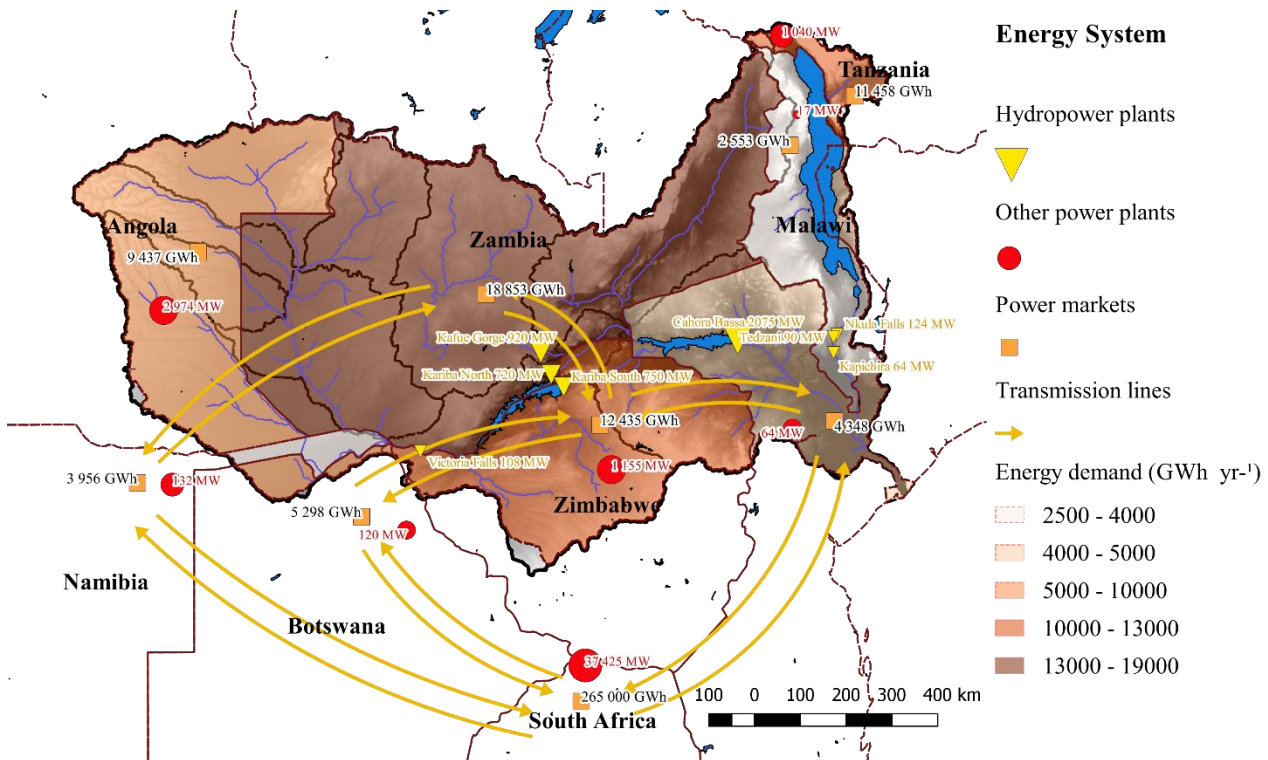 1 040 MW
Tanzania
11 458 GWh
17 MW
2 553 GWh
Angola
9 437 GWh
Zambia
Malawi
2 974 MW
18 853 GWh
Cahora Bassa 2075 MW
Nkula Falls 124 MW
Kafue Gorge 920 MW
Tedzani 90 MW
Kapichira 64 MW
Kariba North 720 MW
Kariba South 750 MW
12 435 GWh
64 MW
4 348 GWh
Victoria Falls 108 MW
1 155 MW
3 956 GWh
132 MW
Zimbabwe
5 298 GWh
120 MW
Namibia
Botswana
37 425 MW
265 000 GWh
South Africa
100 0 100 200 300 400 km
Energy System
Hydropower plants
Other power plants
Power markets
Transmission lines
Energy demand (GWh yr-¹)
2500 - 4000
4000 - 5000
5000 - 10000
10000 - 13000
13000 - 19000